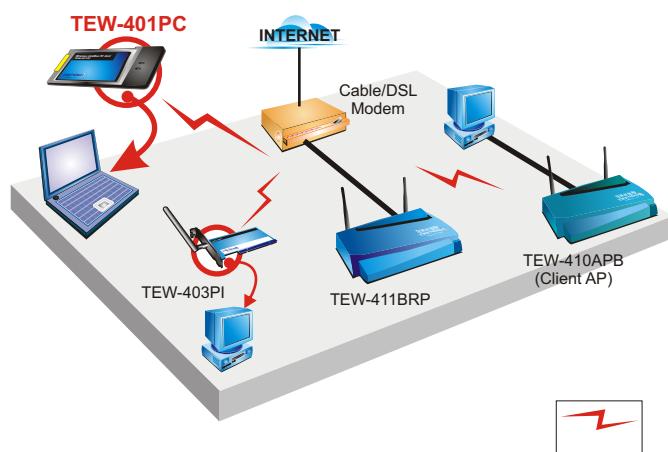 TEW-401PC
INTERNET
Cable/DSL
Modem
TEW-403PI
TEW-411BRP
TEW-410APB
(Client AP)